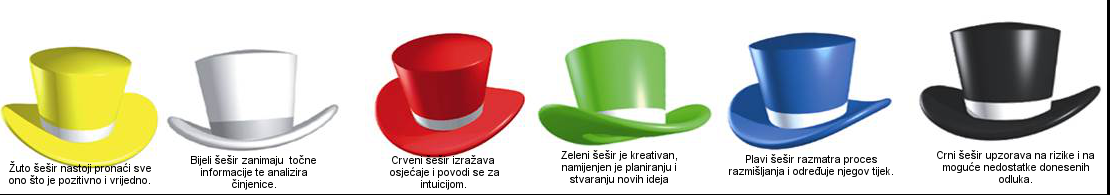 Žuto šešir nastoji pronaći sve
ono što je pozitivno i vrijedno.
Bijeli šešir zanimaju točne
informacije te analizira
činjenice.
Crveni šešir izražava
osjećaje i povodi se za
intuicijom.
Zeleni šešir je kreativan,
namijenjen je planiranju i
stvaranju novih ideja
Plavi šešir razmatra proces
razmišljanja i određuje njegov tijek.
Crni šešir upozorava na rizike i na
moguće nedostatke donesenih
odluka.